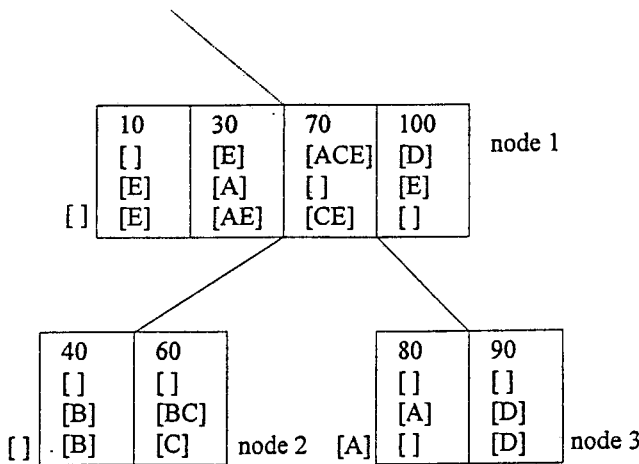 10 30 70 100
[ ] [E] [ACE] [D] node 1
[E] [A] [ ] [E]
[ ] [E] [AE] [CE] [ ]
40 60
[ ] [ ]
[B] [BC]
[ ] [B] [C] node 2
80 90
[ ] [ ]
[A] [D]
[A] [ ] [D] node 3